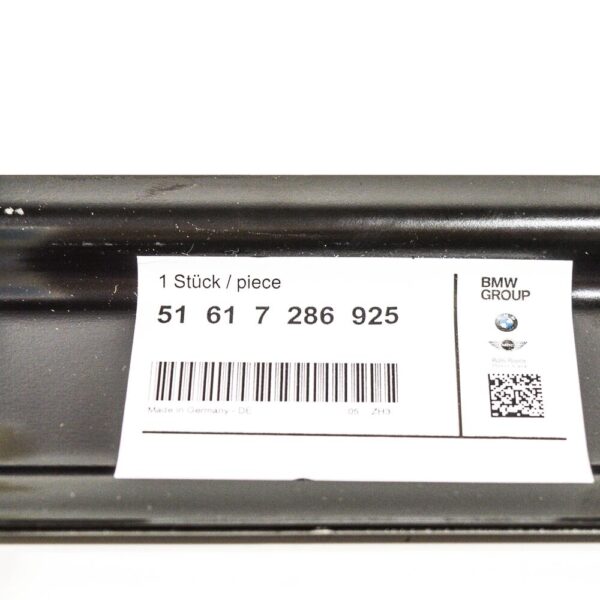 1 Stück / piece
51 61 7 286 925
Made in Germany - DE 05 ZH3
BMW
GROUP